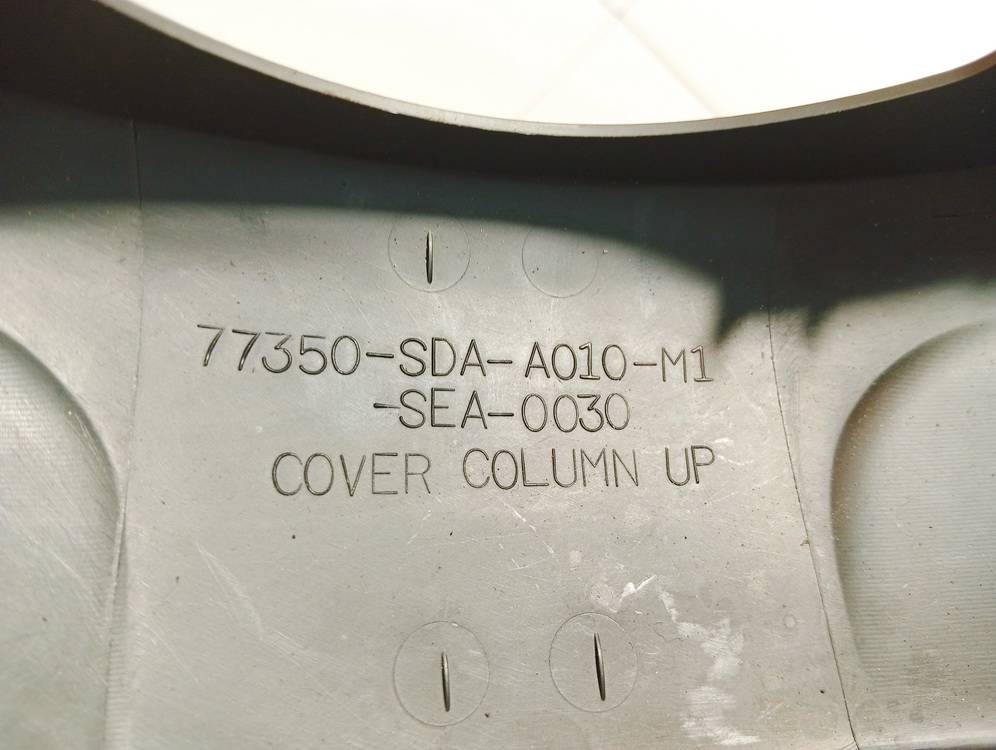 77350-SDA-A010-M1
-SEA-0030
COVER COLUMN UP